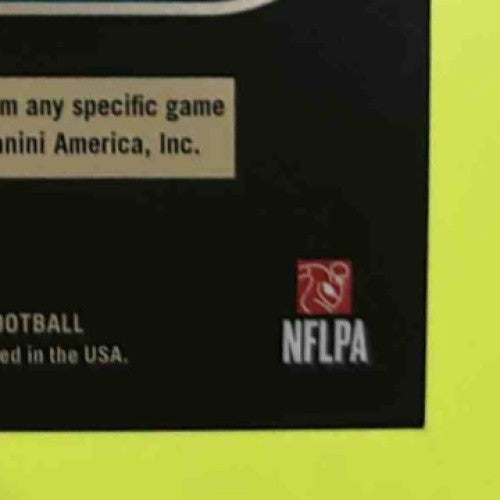 m any specific game
nini America, Inc.
OOTBALL
ed in the USA.
NFLPA